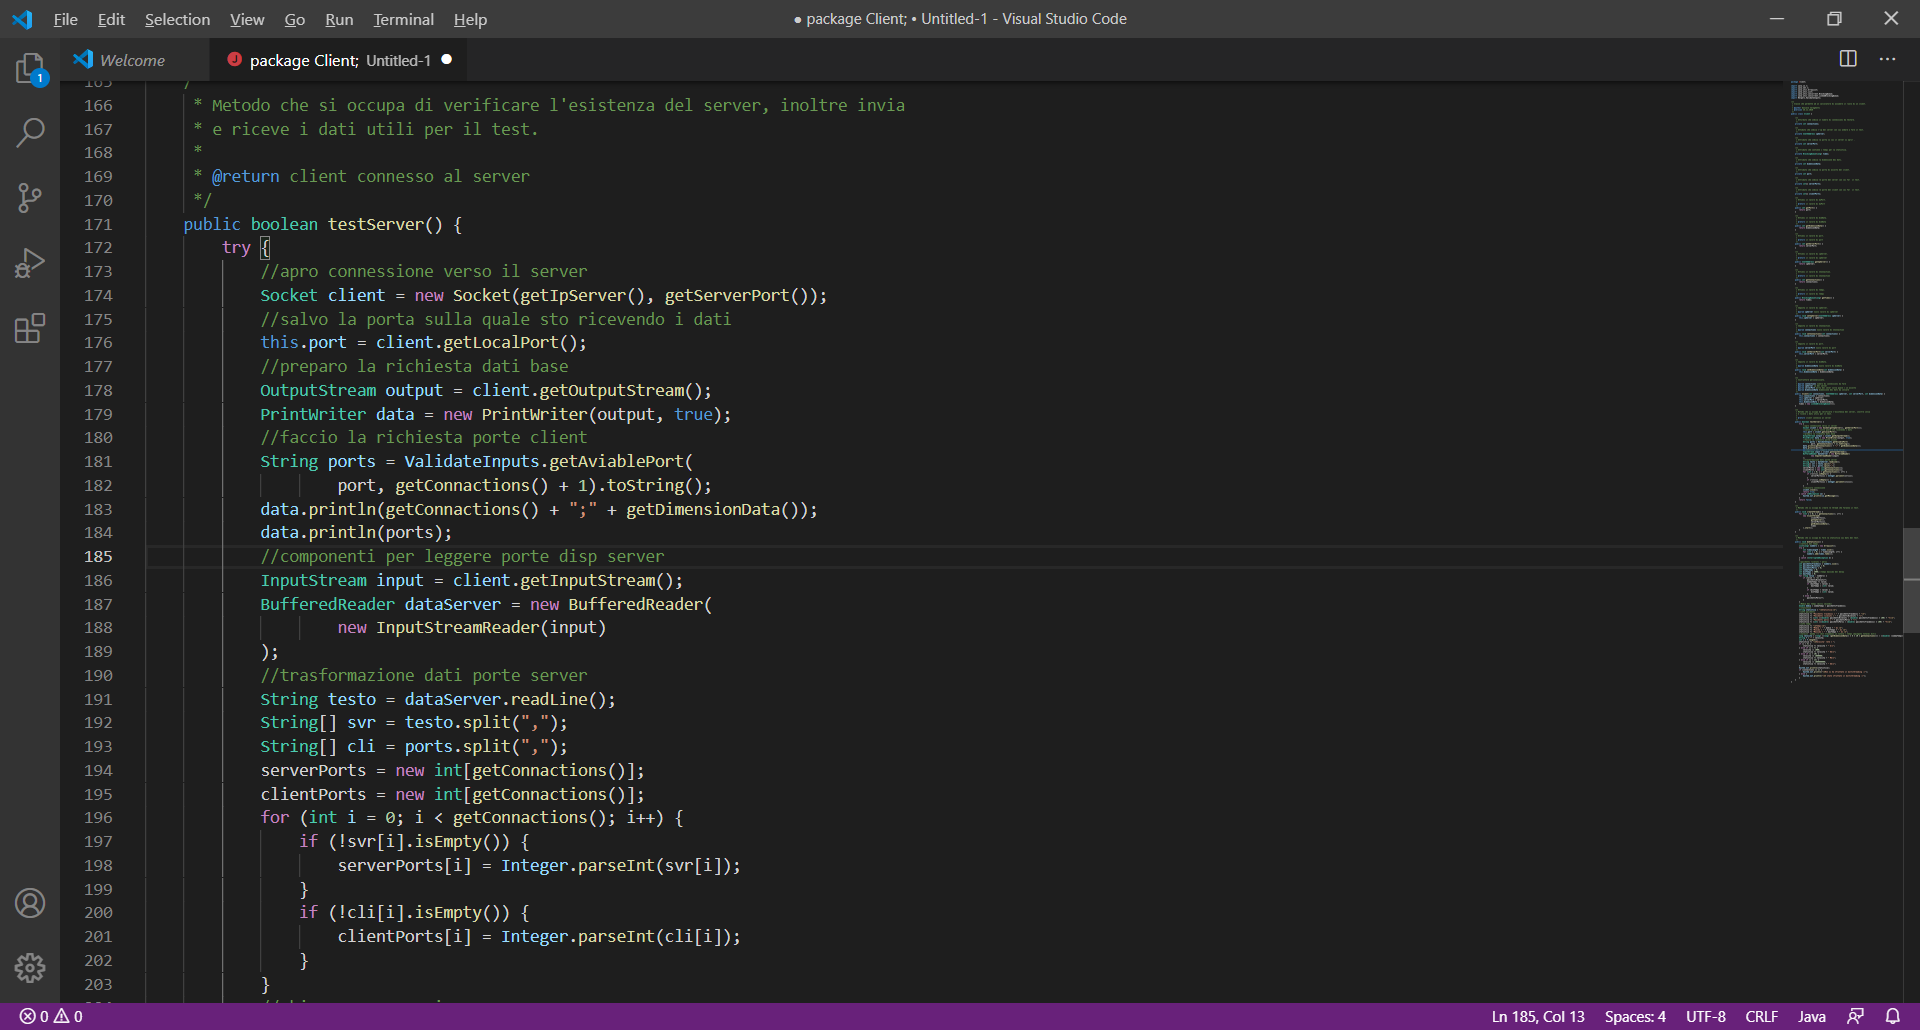 File Edit Selection View Go Run Terminal Help
● package Client; • Untitled-1 - Visual Studio Code
1
Welcome
J package Client; Untitled-1 ●
165 /
166 * Metodo che si occupa di verificare l'esistenza del server, inoltre invia
167 * e riceve i dati utili per il test.
168 *
169 * @return client connesso al server
170 */
171 public boolean testServer() {
172 try {
173 //apro connessione verso il server
174 Socket client = new Socket(getIpServer(), getServerPort());
175 //salvo la porta sulla quale sto ricevendo i dati
176 this.port = client.getLocalPort();
177 //preparo la richiesta dati base
178 OutputStream output = client.getOutputStream();
179 PrintWriter data = new PrintWriter(output, true);
180 //faccio la richiesta porte client
181 String ports = ValidateInputs.getAviablePort(
182 port, getConnactions() + 1).toString();
183 data.println(getConnactions() + ";" + getDimensionData());
184 data.println(ports);
185 //componenti per leggere porte disp server
186 InputStream input = client.getInputStream();
187 BufferedReader dataServer = new BufferedReader(
188 new InputStreamReader(input)
189 );
190 //trasformazione dati porte server
191 String testo = dataServer.readLine();
192 String[] svr = testo.split(",");
193 String[] cli = ports.split(",");
194 serverPorts = new int[getConnactions()];
195 clientPorts = new int[getConnactions()];
196 for (int i = 0; i < getConnactions(); i++) {
197 if (!svr[i].isEmpty()) {
198 serverPorts[i] = Integer.parseInt(svr[i]);
199 }
200 if (!cli[i].isEmpty()) {
201 clientPorts[i] = Integer.parseInt(cli[i]);
202 }
203 }
0 0
Ln 185, Col 13 Spaces: 4 UTF-8 CRLF Java